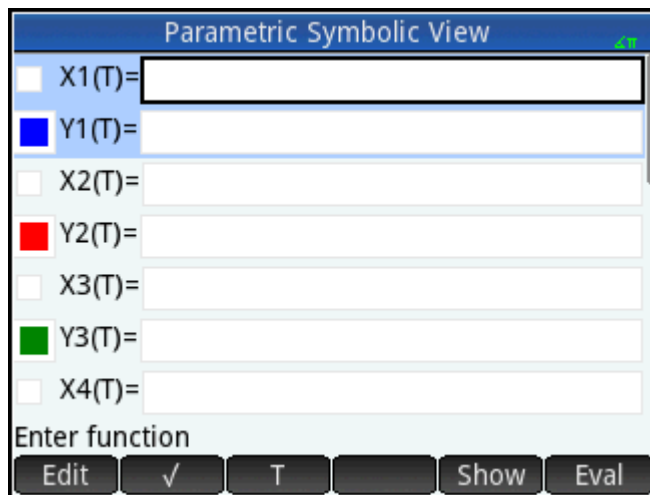 Parametric Symbolic View
∡π
X1(T)=
Y1(T)=
X2(T)=
Y2(T)=
X3(T)=
Y3(T)=
X4(T)=
Enter function
Edit √ T Show Eval